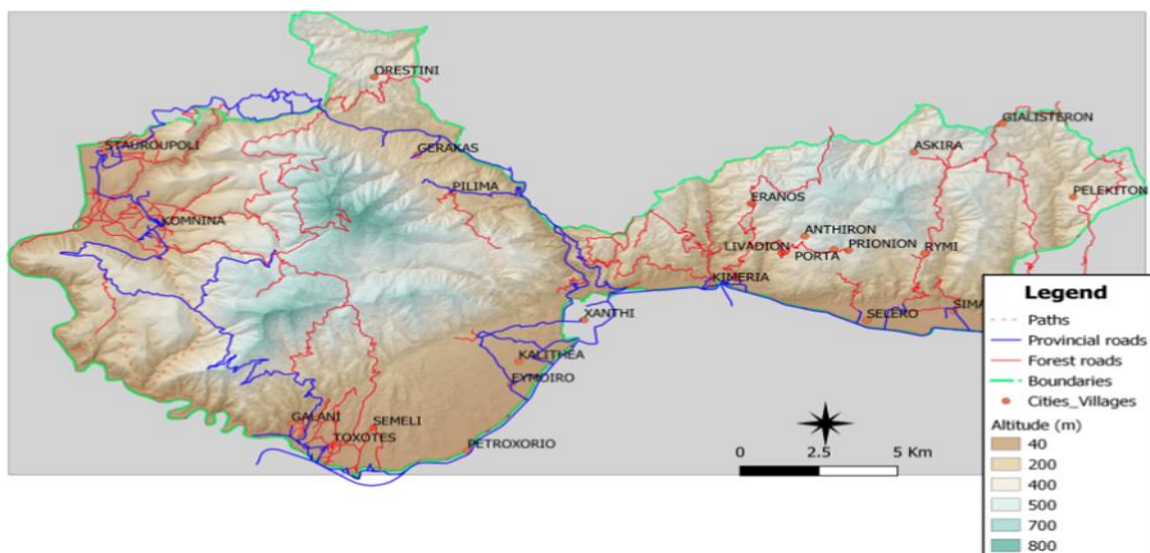 ORESTINI
GIALISTERON
STAUROUPOLI
GERAKAS
ASKIRA
PILIMA
PELEKITON
ERANOS
KOMNINA
ANTHIRON
LIVADION
PORTA
PRIONION
RYMI
KIMERIA
XANTHI
SELERO
SIMA
KALITHEA
EYMOIRO
GALANI
SEMELI
TOXOTES
PETROXORIO
0 2.5 5 Km
Legend
Paths
Provincial roads
Forest roads
Boundaries
Cities_Villages
Altitude (m)
40
200
400
500
700
800